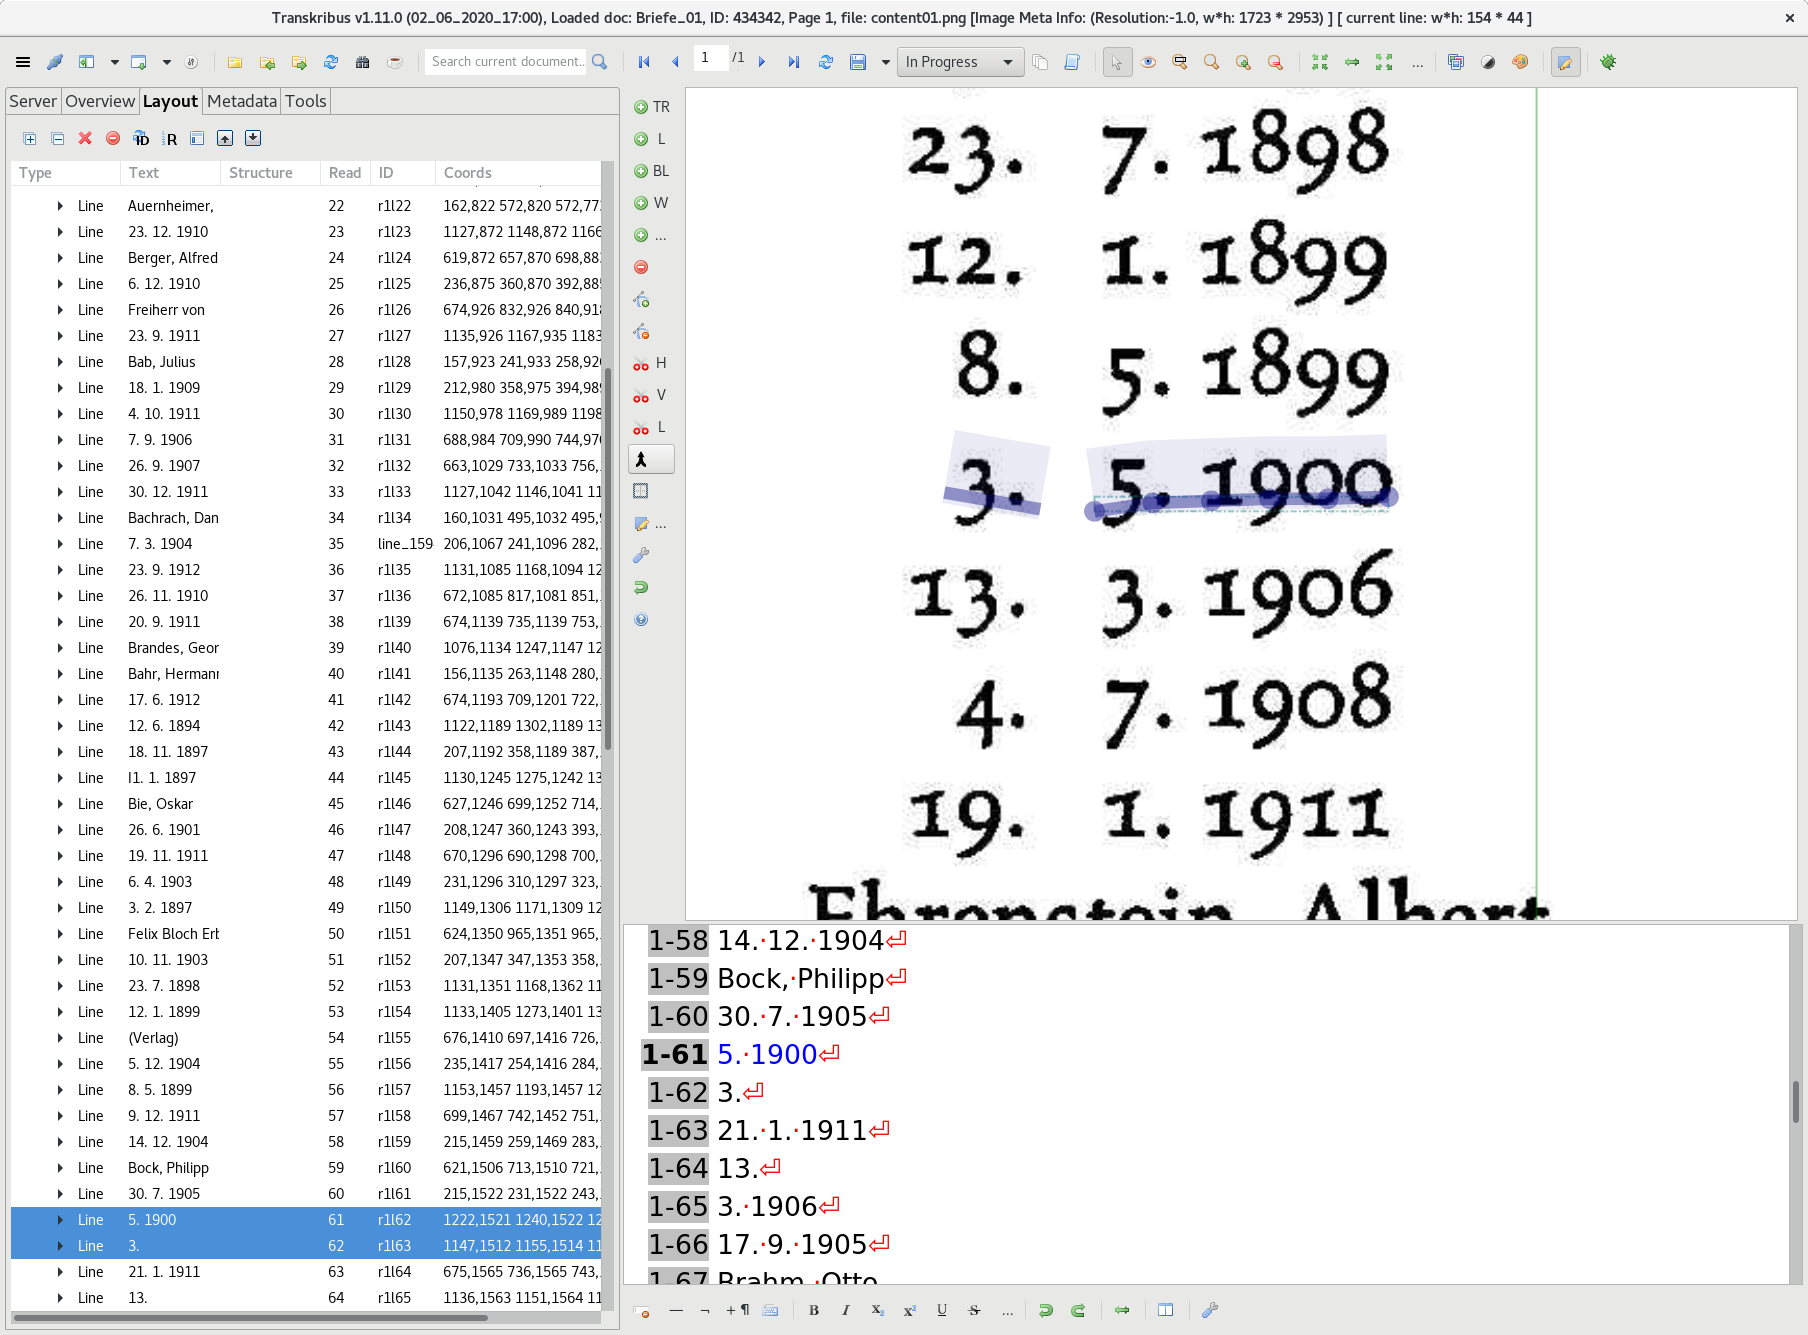 Transkribus v1.11.0 (02_06_2020_17:00), Loaded doc: Briefe_01, ID: 434342, Page 1, file: content01.png [Image Meta Info: (Resolution:-1.0, w*h: 1723 * 2953) ] [ current line: w*h: 154 * 44 ]
Search current document... 1 /1 In Progress ...
Server Overview Layout Metadata Tools
ID R
Type Text Structure Read ID Coords
Line Auernheimer, 22 r1l22 162,822 572,820 572,77
Line 23. 12. 1910 23 r1l23 1127,872 1148,872 1166
Line Berger, Alfred 24 r1l24 619,872 657,870 698,88
Line 6. 12. 1910 25 r1l25 236,875 360,870 392,88
Line Freiherr von 26 r1l26 674,926 832,926 840,91
Line 23. 9. 1911 27 r1l27 1135,926 1167,935 1183
Line Bab, Julius 28 r1l28 157,923 241,933 258,92
Line 18. 1. 1909 29 r1l29 212,980 358,975 394,98
Line 4. 10. 1911 30 r1l30 1150,978 1169,989 1198
Line 7. 9. 1906 31 r1l31 688,984 709,990 744,97
Line 26. 9. 1907 32 r1l32 663,1029 733,1033 756,
Line 30. 12. 1911 33 r1l33 1127,1042 1146,1041 11
Line Bachrach, Dan 34 r1l34 160,1031 495,1032 495,
Line 7. 3. 1904 35 line_159 206,1067 241,1096 282,
Line 23. 9. 1912 36 r1l35 1131,1085 1168,1094 12
Line 26. 11. 1910 37 r1l36 672,1085 817,1081 851,
Line 20. 9. 1911 38 r1l39 674,1139 735,1139 753,
Line Brandes, Geor 39 r1l40 1076,1134 1247,1147 12
Line Bahr, Hermann 40 r1l41 156,1135 263,1148 280,
Line 17. 6. 1912 41 r1l42 674,1193 709,1201 722,
Line 12. 6. 1894 42 r1l43 1122,1189 1302,1189 13
Line 18. 11. 1897 43 r1l44 207,1192 358,1189 387,
Line I1. 1. 1897 44 r1l45 1130,1245 1275,1242 13
Line Bie, Oskar 45 r1l46 627,1246 699,1252 714,
Line 26. 6. 1901 46 r1l47 208,1247 360,1243 393,
Line 19. 11. 1911 47 r1l48 670,1296 690,1298 700,
Line 6. 4. 1903 48 r1l49 231,1296 310,1297 323,
Line 3. 2. 1897 49 r1l50 1149,1306 1171,1309 12
Line Felix Bloch Erb 50 r1l51 624,1350 965,1351 965,
Line 10. 11. 1903 51 r1l52 207,1347 347,1353 358,
Line 23. 7. 1898 52 r1l53 1131,1351 1168,1362 11
Line 12. 1. 1899 53 r1l54 1133,1405 1273,1401 13
Line (Verlag) 54 r1l55 676,1410 697,1416 726,
Line 5. 12. 1904 55 r1l56 235,1417 254,1416 284,
Line 8. 5. 1899 56 r1l57 1153,1457 1193,1457 12
Line 9. 12. 1911 57 r1l58 699,1467 742,1452 751,
Line 14. 12. 1904 58 r1l59 215,1459 259,1469 283,
Line Bock, Philipp 59 r1l60 621,1506 713,1510 721,
Line 30. 7. 1905 60 r1l61 215,1522 231,1522 243,
Line 5. 1900 61 r1l62 1222,1521 1240,1522 12
Line 3. 62 r1l63 1147,1512 1155,1514 11
Line 21. 1. 1911 63 r1l64 675,1565 736,1565 743,
Line 13. 64 r1l65 1136,1563 1151,1564 11
TR
L
BL
W
...
H
V
L
...
23. 7. 1898
12. 1. 1899
8. 5. 1899
3. 5. 1900
13. 3. 1906
4. 7. 1908
19. 1. 1911
Ehrenstein, Albert
1-58 14.·12.·1904
1-59 Bock,·Philipp
1-60 30.·7.·1905
1-61 5.·1900
1-62 3.
1-63 21.·1.·1911
1-64 13.
1-65 3.·1906
1-66 17.·9.·1905
1-67 Brahm,·Otto
— ¬ +¶ B I X₂ x² U S ...